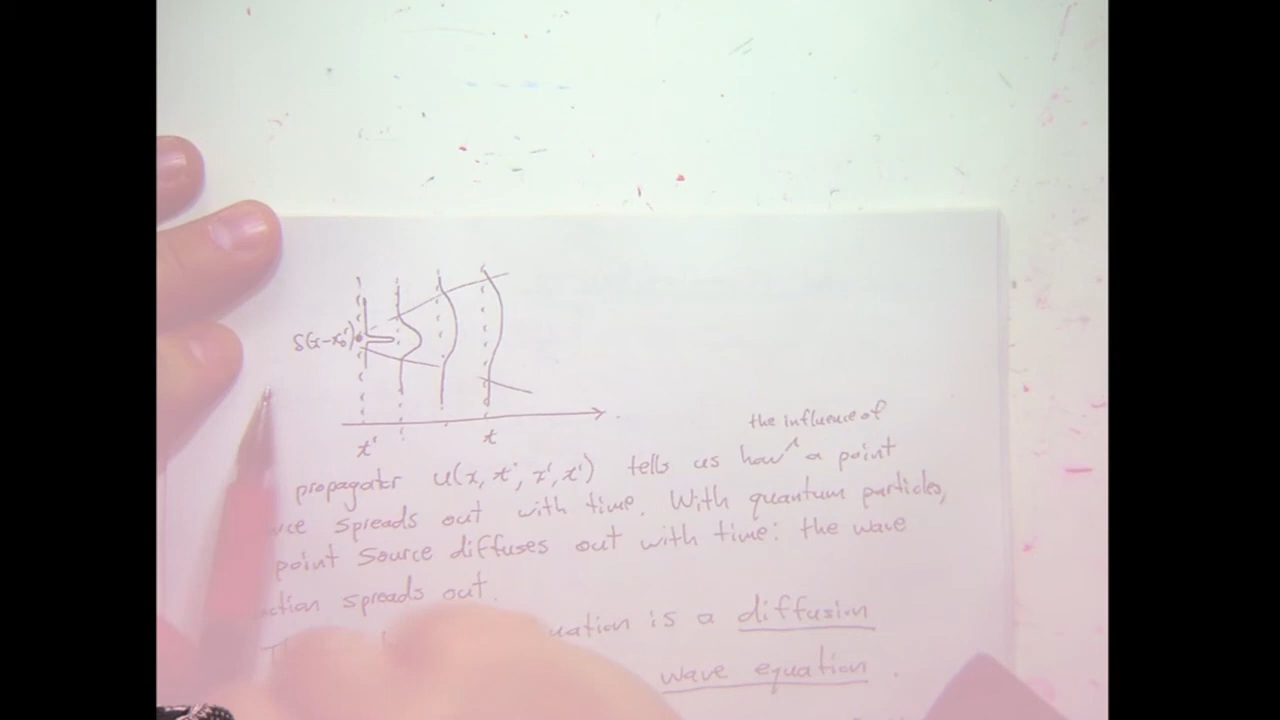 δ(x-x₀')
t'
t
propagator U(x, t; x', t') tells us how ^ the influence of a point
spreads out with time. With quantum particles,
point source diffuses out with time: the wave
spreads out.
is a diffusion
wave equation.